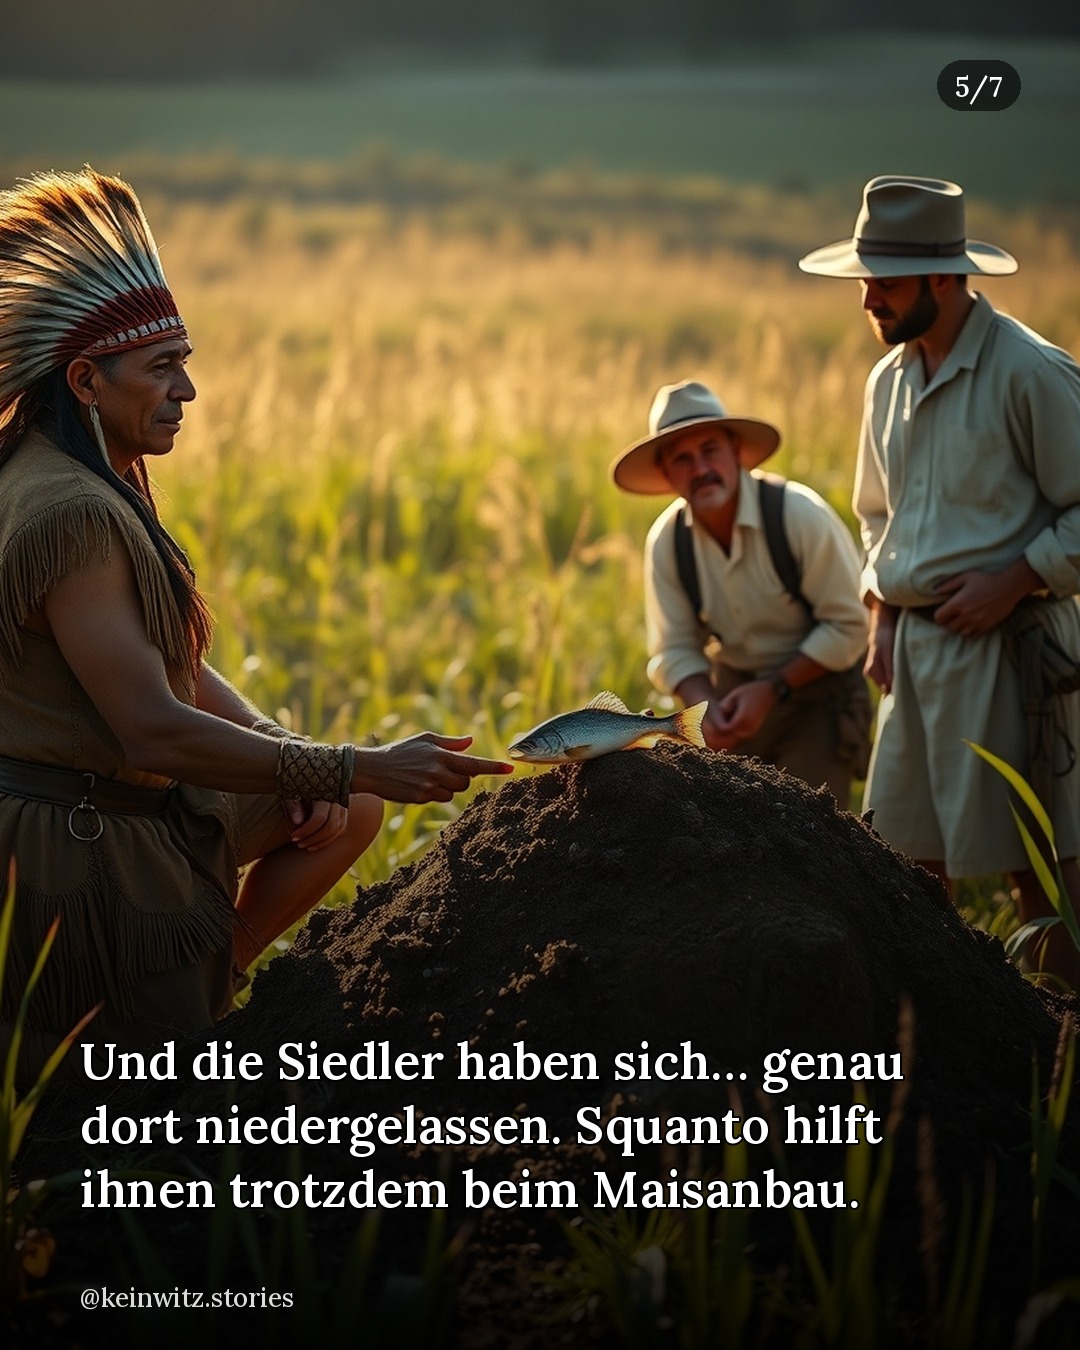 5/7
Und die Siedler haben sich... genau
dort niedergelassen. Squanto hilft
ihnen trotzdem beim Maisanbau.
@keinwitz.stories